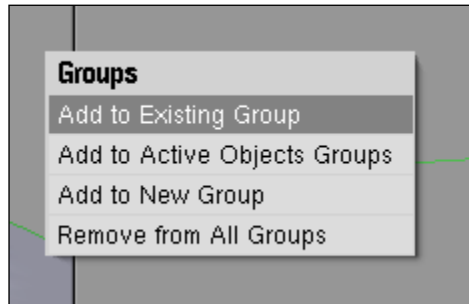 Groups
Add to Existing Group
Add to Active Objects Groups
Add to New Group
Remove from All Groups